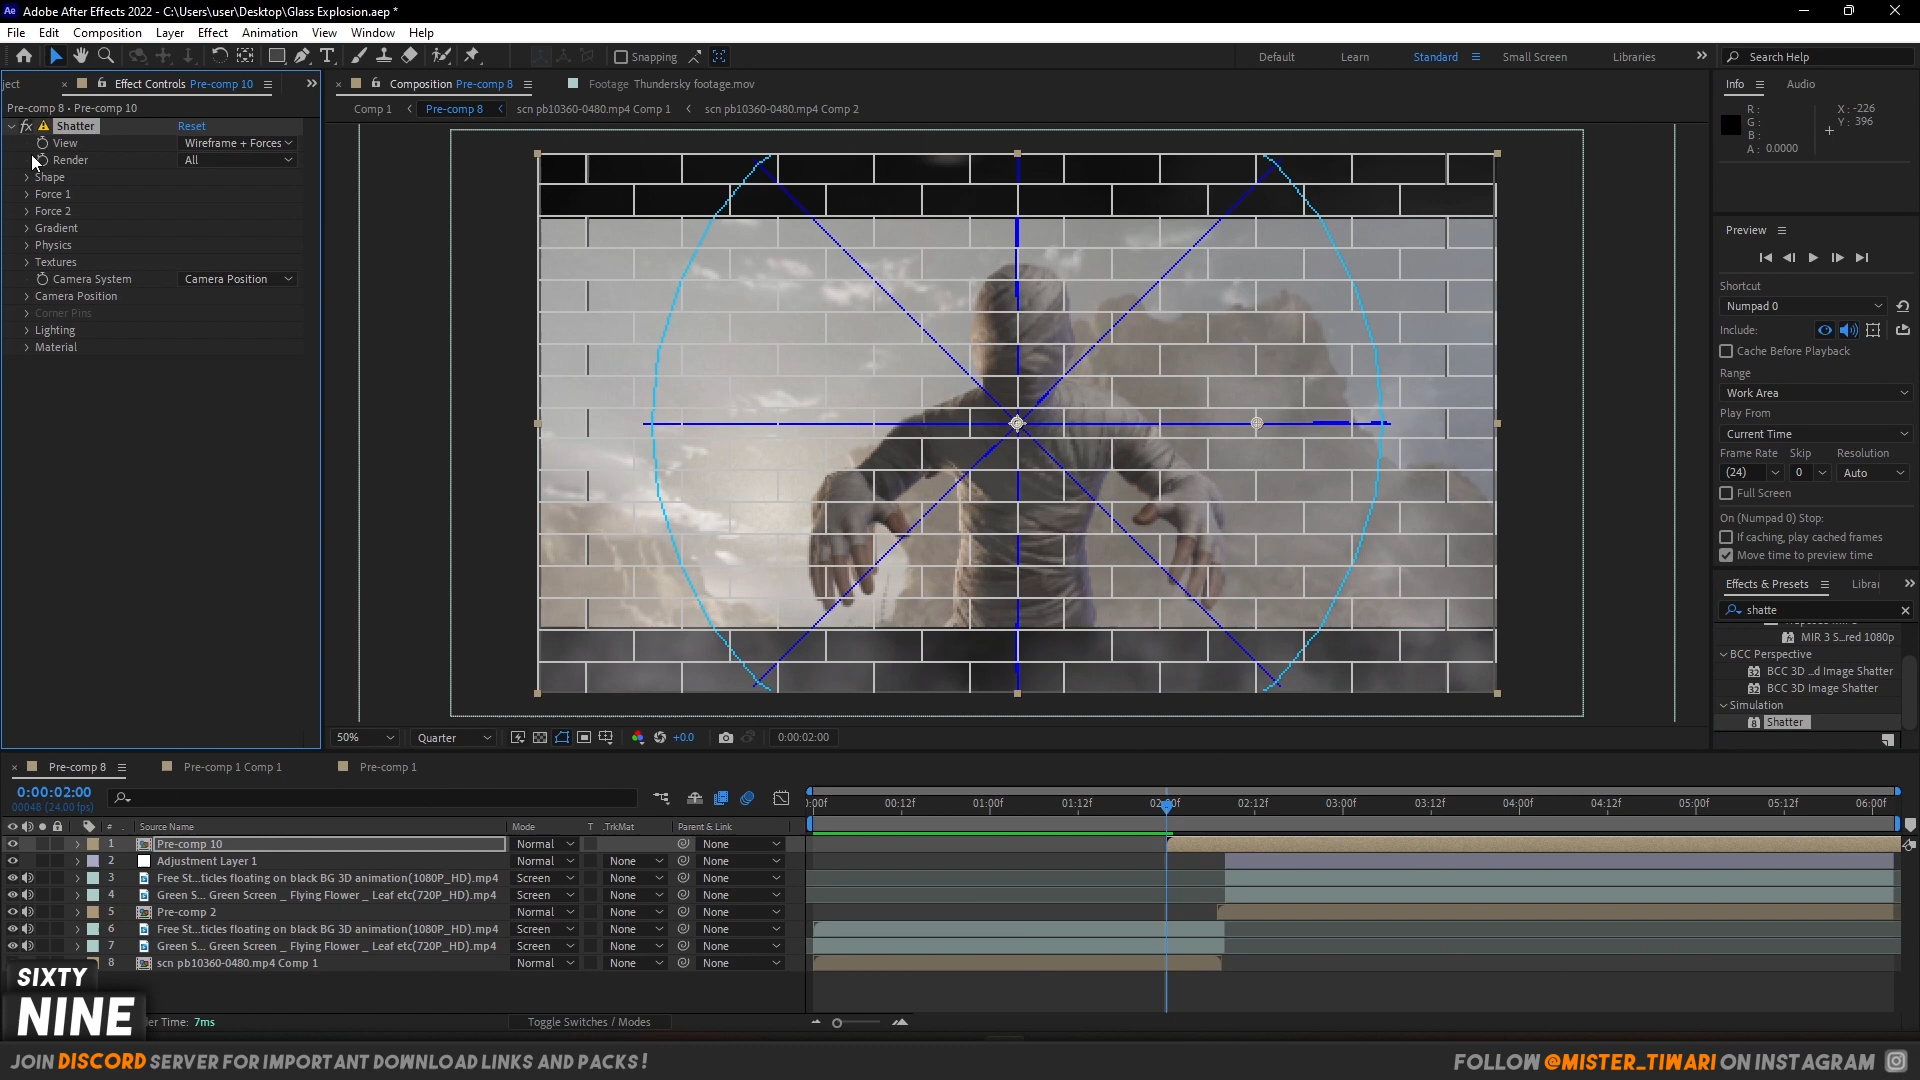 Ae Adobe After Effects 2022 - C:\Users\user\Desktop\Glass Explosion.aep *
File Edit Composition Layer Effect Animation View Window Help
Snapping
Default Learn Standard Small Screen Libraries
Search Help
ject Effect Controls Pre-comp 10
Composition Pre-comp 8
Footage Thundersky footage.mov
Pre-comp 8 • Pre-comp 10
Comp 1 Pre-comp 8 scn pb10360-0480.mp4 Comp 1 scn pb10360-0480.mp4 Comp 2
fx Shatter Reset
View Wireframe + Forces
Render All
Shape
Force 1
Force 2
Gradient
Physics
Textures
Camera System Camera Position
Camera Position
Corner Pins
Lighting
Material
Info Audio
R :
G :
B :
A : 0.0000
X : -226
Y : 396
Preview
Shortcut
Numpad 0
Include:
Cache Before Playback
Range
Work Area
Play From
Current Time
Frame Rate Skip Resolution
(24) 0 Auto
Full Screen
On (Numpad 0) Stop:
If caching, play cached frames
Move time to preview time
Effects & Presets Librar
shatte
MIR 3 S...red 1080p
BCC Perspective
BCC 3D ...d Image Shatter
BCC 3D Image Shatter
Simulation
Shatter
50% Quarter +0.0 0:00:02:00
Pre-comp 8 Pre-comp 1 Comp 1 Pre-comp 1
0:00:02:00
00048 (24.00 fps)
):00f 00:12f 01:00f 01:12f 02:00f 02:12f 03:00f 03:12f 04:00f 04:12f 05:00f 05:12f 06:00f
# Source Name Mode T .TrkMat Parent & Link
1 Pre-comp 10 Normal None
2 Adjustment Layer 1 Normal None None
3 Free St...ticles floating on black BG 3D animation(1080P_HD).mp4 Screen None None
4 Green S... Green Screen _ Flying Flower _ Leaf etc(720P_HD).mp4 Screen None None
5 Pre-comp 2 Normal None None
6 Free St...ticles floating on black BG 3D animation(1080P_HD).mp4 Screen None None
7 Green S... Green Screen _ Flying Flower _ Leaf etc(720P_HD).mp4 Screen None None
8 scn pb10360-0480.mp4 Comp 1 Normal None None
SIXTY
NINE
der Time: 7ms
Toggle Switches / Modes
JOIN DISCORD SERVER FOR IMPORTANT DOWNLOAD LINKS AND PACKS!
FOLLOW @MISTER_TIWARI ON INSTAGRAM